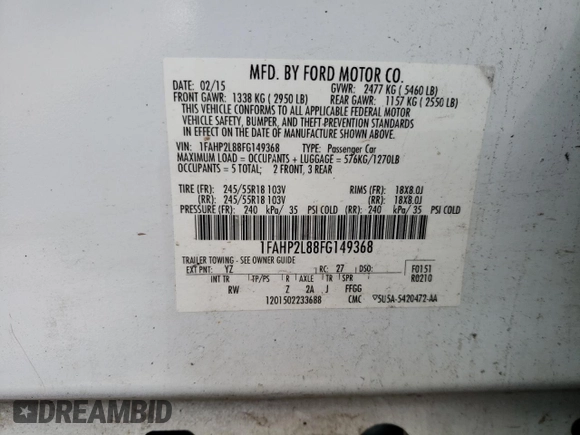 MFD. BY FORD MOTOR CO.
DATE: 02/15 GVWR: 2477 KG ( 5460 LB)
FRONT GAWR: 1338 KG ( 2950 LB) REAR GAWR: 1157 KG ( 2550 LB)
THIS VEHICLE CONFORMS TO ALL APPLICABLE FEDERAL MOTOR
VEHICLE SAFETY, BUMPER, AND THEFT-PREVENTION STANDARDS
IN EFFECT ON THE DATE OF MANUFACTURE SHOWN ABOVE.
VIN: 1FAHP2L88FG149368 TYPE: Passenger Car
MAXIMUM LOAD = OCCUPANTS + LUGGAGE = 576KG/1270LB
OCCUPANTS = 5 TOTAL; 2 FRONT, 3 REAR
TIRE (FR): 245/55R18 103V RIMS (FR): 18X8.0J
(RR): 245/55R18 103V (RR): 18X8.0J
PRESSURE (FR): 240 kPa/ 35 PSI COLD (RR): 240 kPa/ 35 PSI COLD
1FAHP2L88FG149368
TRAILER TOWING - SEE OWNER GUIDE
EXT PNT: YZ RC: 27 DSO: F0151
INT TR TP/PS R AXLE TR SPR R0210
RW Z 2A J FFGG
1201502233688 CMC ▽SU5A-5420472-AA
DREAMBID